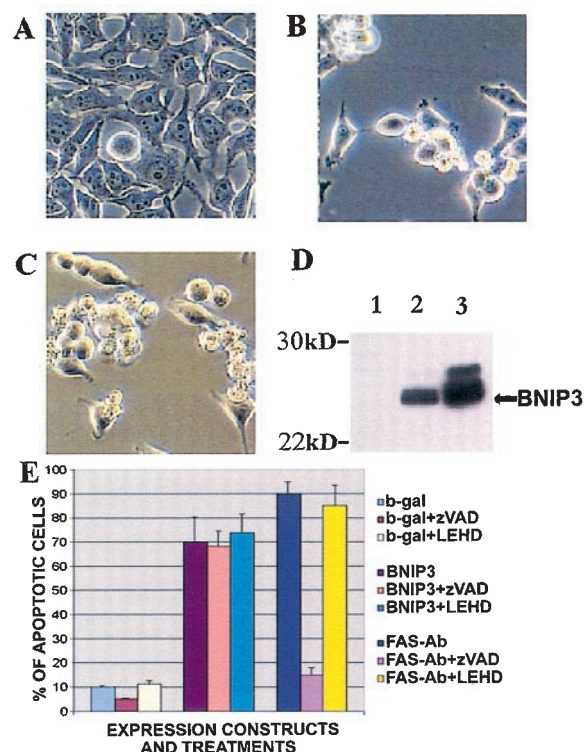 A
B
C
D
1 2 3
30kD-
←BNIP3
22kD-
E
% OF APOPTOTIC CELLS
100
90
80
70
60
50
40
30
20
10
0
b-gal
b-gal+zVAD
b-gal+LEHD
BNIP3
BNIP3+zVAD
BNIP3+LEHD
FAS-Ab
FAS-Ab+zVAD
FAS-Ab+LEHD
EXPRESSION CONSTRUCTS
AND TREATMENTS